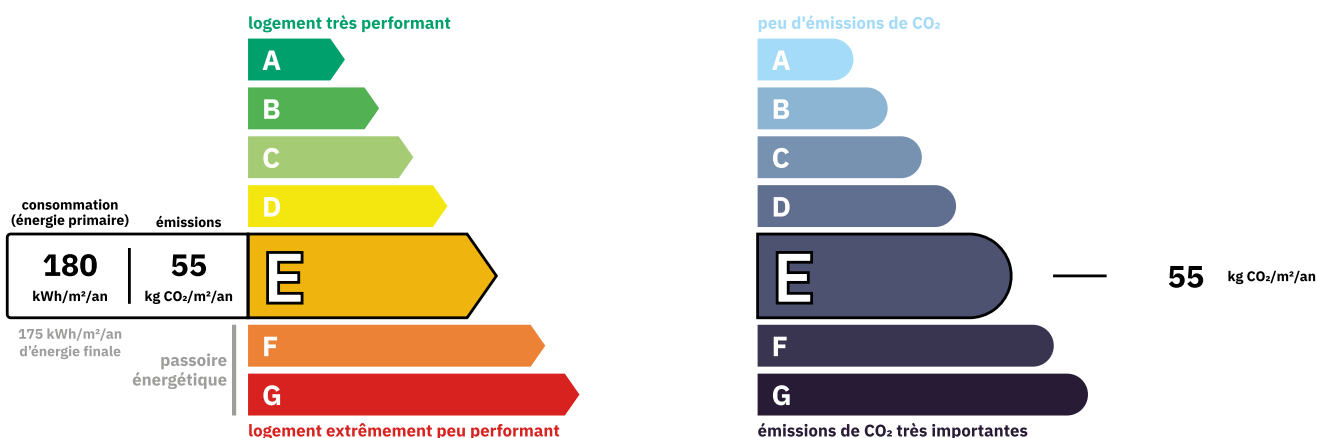 logement très performant
A
B
C
D
consommation
(énergie primaire)
émissions
180
kWh/m²/an
55
kg CO₂/m²/an
E
175 kWh/m²/an
d'énergie finale
passoire
énergétique
F
G
logement extrêmement peu performant
peu d'émissions de CO₂
A
B
C
D
E
55 kg CO₂/m²/an
F
G
émissions de CO₂ très importantes